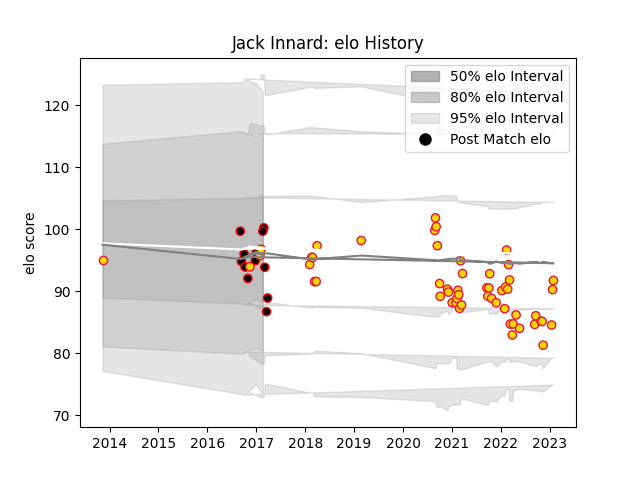 Jack Innard: elo History
50% elo Interval
80% elo Interval
95% elo Interval
Post Match elo
elo score
120
110
100
90
80
70
2014 2015 2016 2017 2018 2019 2020 2021 2022 2023